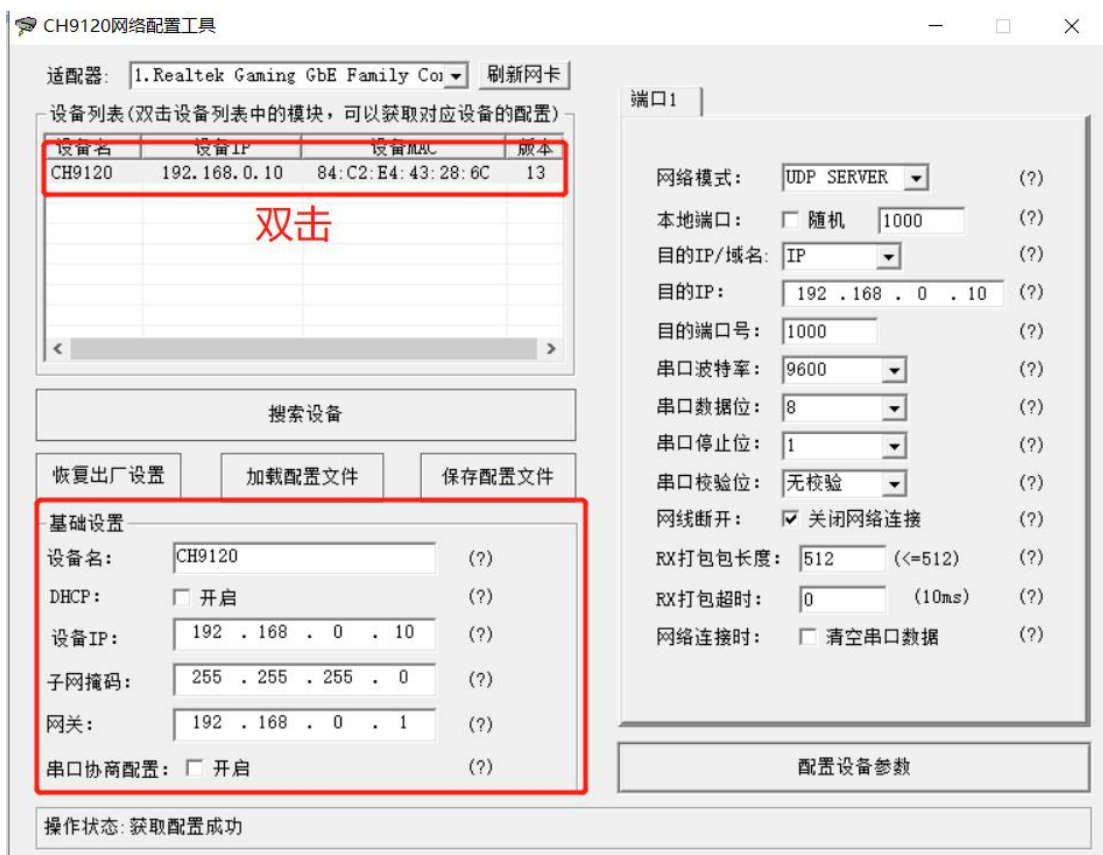 CH9120网络配置工具
适配器: 1.Realtek Gaming GbE Family Co 刷新网卡
设备列表(双击设备列表中的模块，可以获取对应设备的配置)
设备名 设备IP 设备MAC 版本
CH9120 192.168.0.10 84:C2:E4:43:28:6C 13
双击
搜索设备
恢复出厂设置 加载配置文件 保存配置文件
基础设置
设备名: CH9120 (?)
DHCP: 开启 (?)
设备IP: 192 . 168 . 0 . 10 (?)
子网掩码: 255 . 255 . 255 . 0 (?)
网关: 192 . 168 . 0 . 1 (?)
串口协商配置: 开启 (?)
端口1
网络模式: UDP SERVER (?)
本地端口: 随机 1000 (?)
目的IP/域名: IP (?)
目的IP: 192 .168 . 0 . 10 (?)
目的端口号: 1000 (?)
串口波特率: 9600 (?)
串口数据位: 8 (?)
串口停止位: 1 (?)
串口校验位: 无校验 (?)
网线断开: 关闭网络连接 (?)
RX打包包长度: 512 (<=512) (?)
RX打包超时: 0 (10ms) (?)
网络连接时: 清空串口数据 (?)
配置设备参数
操作状态:获取配置成功